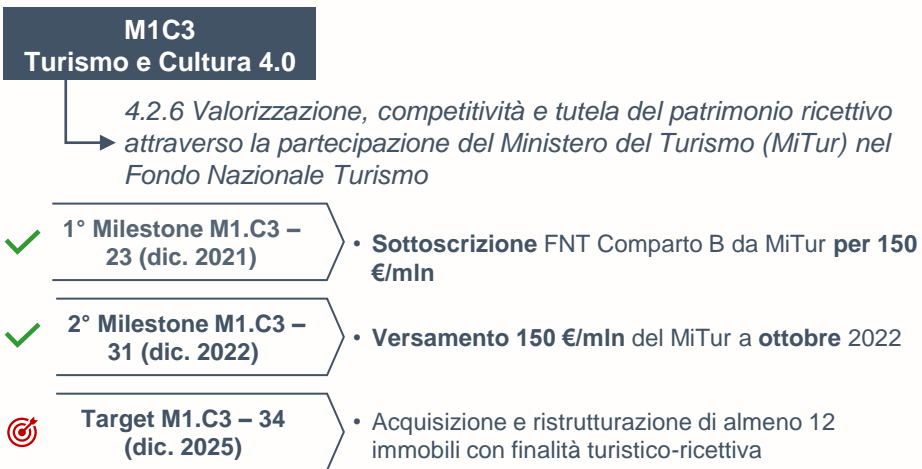 M1C3
Turismo e Cultura 4.0
4.2.6 Valorizzazione, competitività e tutela del patrimonio ricettivo
attraverso la partecipazione del Ministero del Turismo (MiTur) nel
Fondo Nazionale Turismo
1° Milestone M1.C3 –
23 (dic. 2021)
• Sottoscrizione FNT Comparto B da MiTur per 150
€/mln
2° Milestone M1.C3 –
31 (dic. 2022)
• Versamento 150 €/mln del MiTur a ottobre 2022
Target M1.C3 – 34
(dic. 2025)
• Acquisizione e ristrutturazione di almeno 12
immobili con finalità turistico-ricettiva